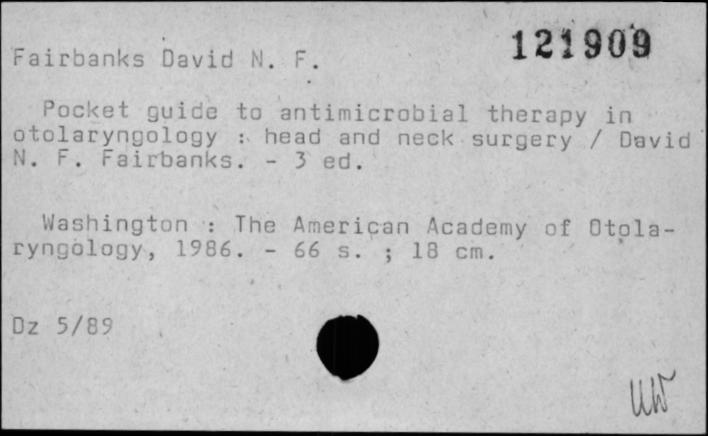 121909
Fairbanks David N. F.
Pocket guide to antimicrobial therapy in
otolaryngology : head and neck surgery / David
N. F. Fairbanks. - 3 ed.
Washington : The American Academy of Otola-
ryngology, 1986. - 66 s. ; 18 cm.
Dz 5/89
UW